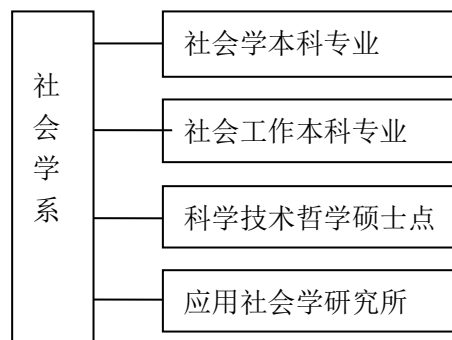 社会学系
社会学本科专业
社会工作本科专业
科学技术哲学硕士点
应用社会学研究所